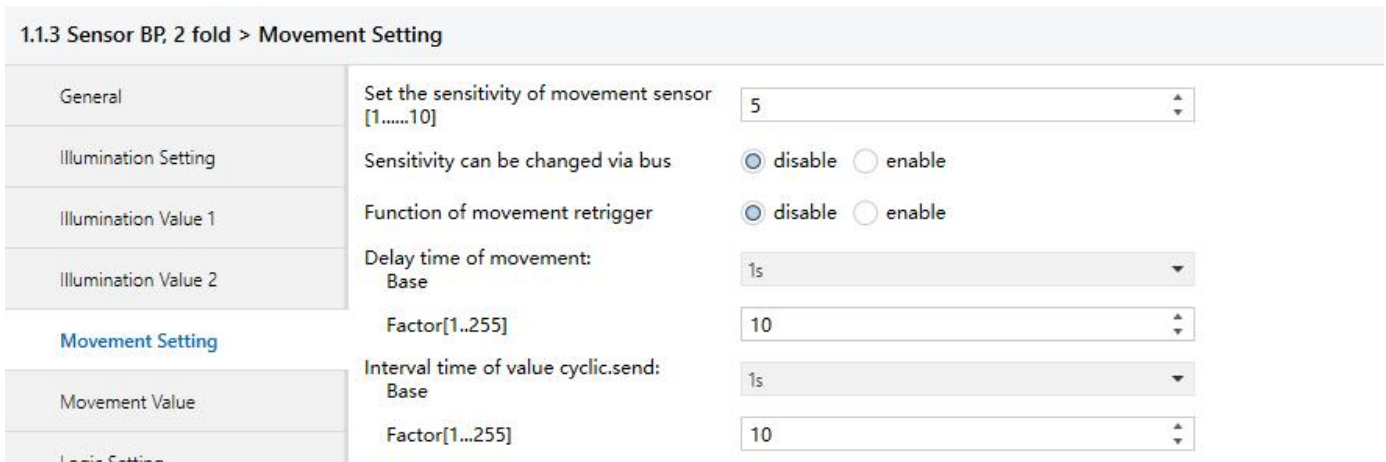 1.1.3 Sensor BP, 2 fold > Movement Setting
General
Illumination Setting
Illumination Value 1
Illumination Value 2
Movement Setting
Movement Value
Logic Setting
Set the sensitivity of movement sensor
[1......10]
5
Sensitivity can be changed via bus
disable enable
Function of movement retrigger
disable enable
Delay time of movement:
Base
1s
Factor[1..255]
10
Interval time of value cyclic.send:
Base
1s
Factor[1...255]
10